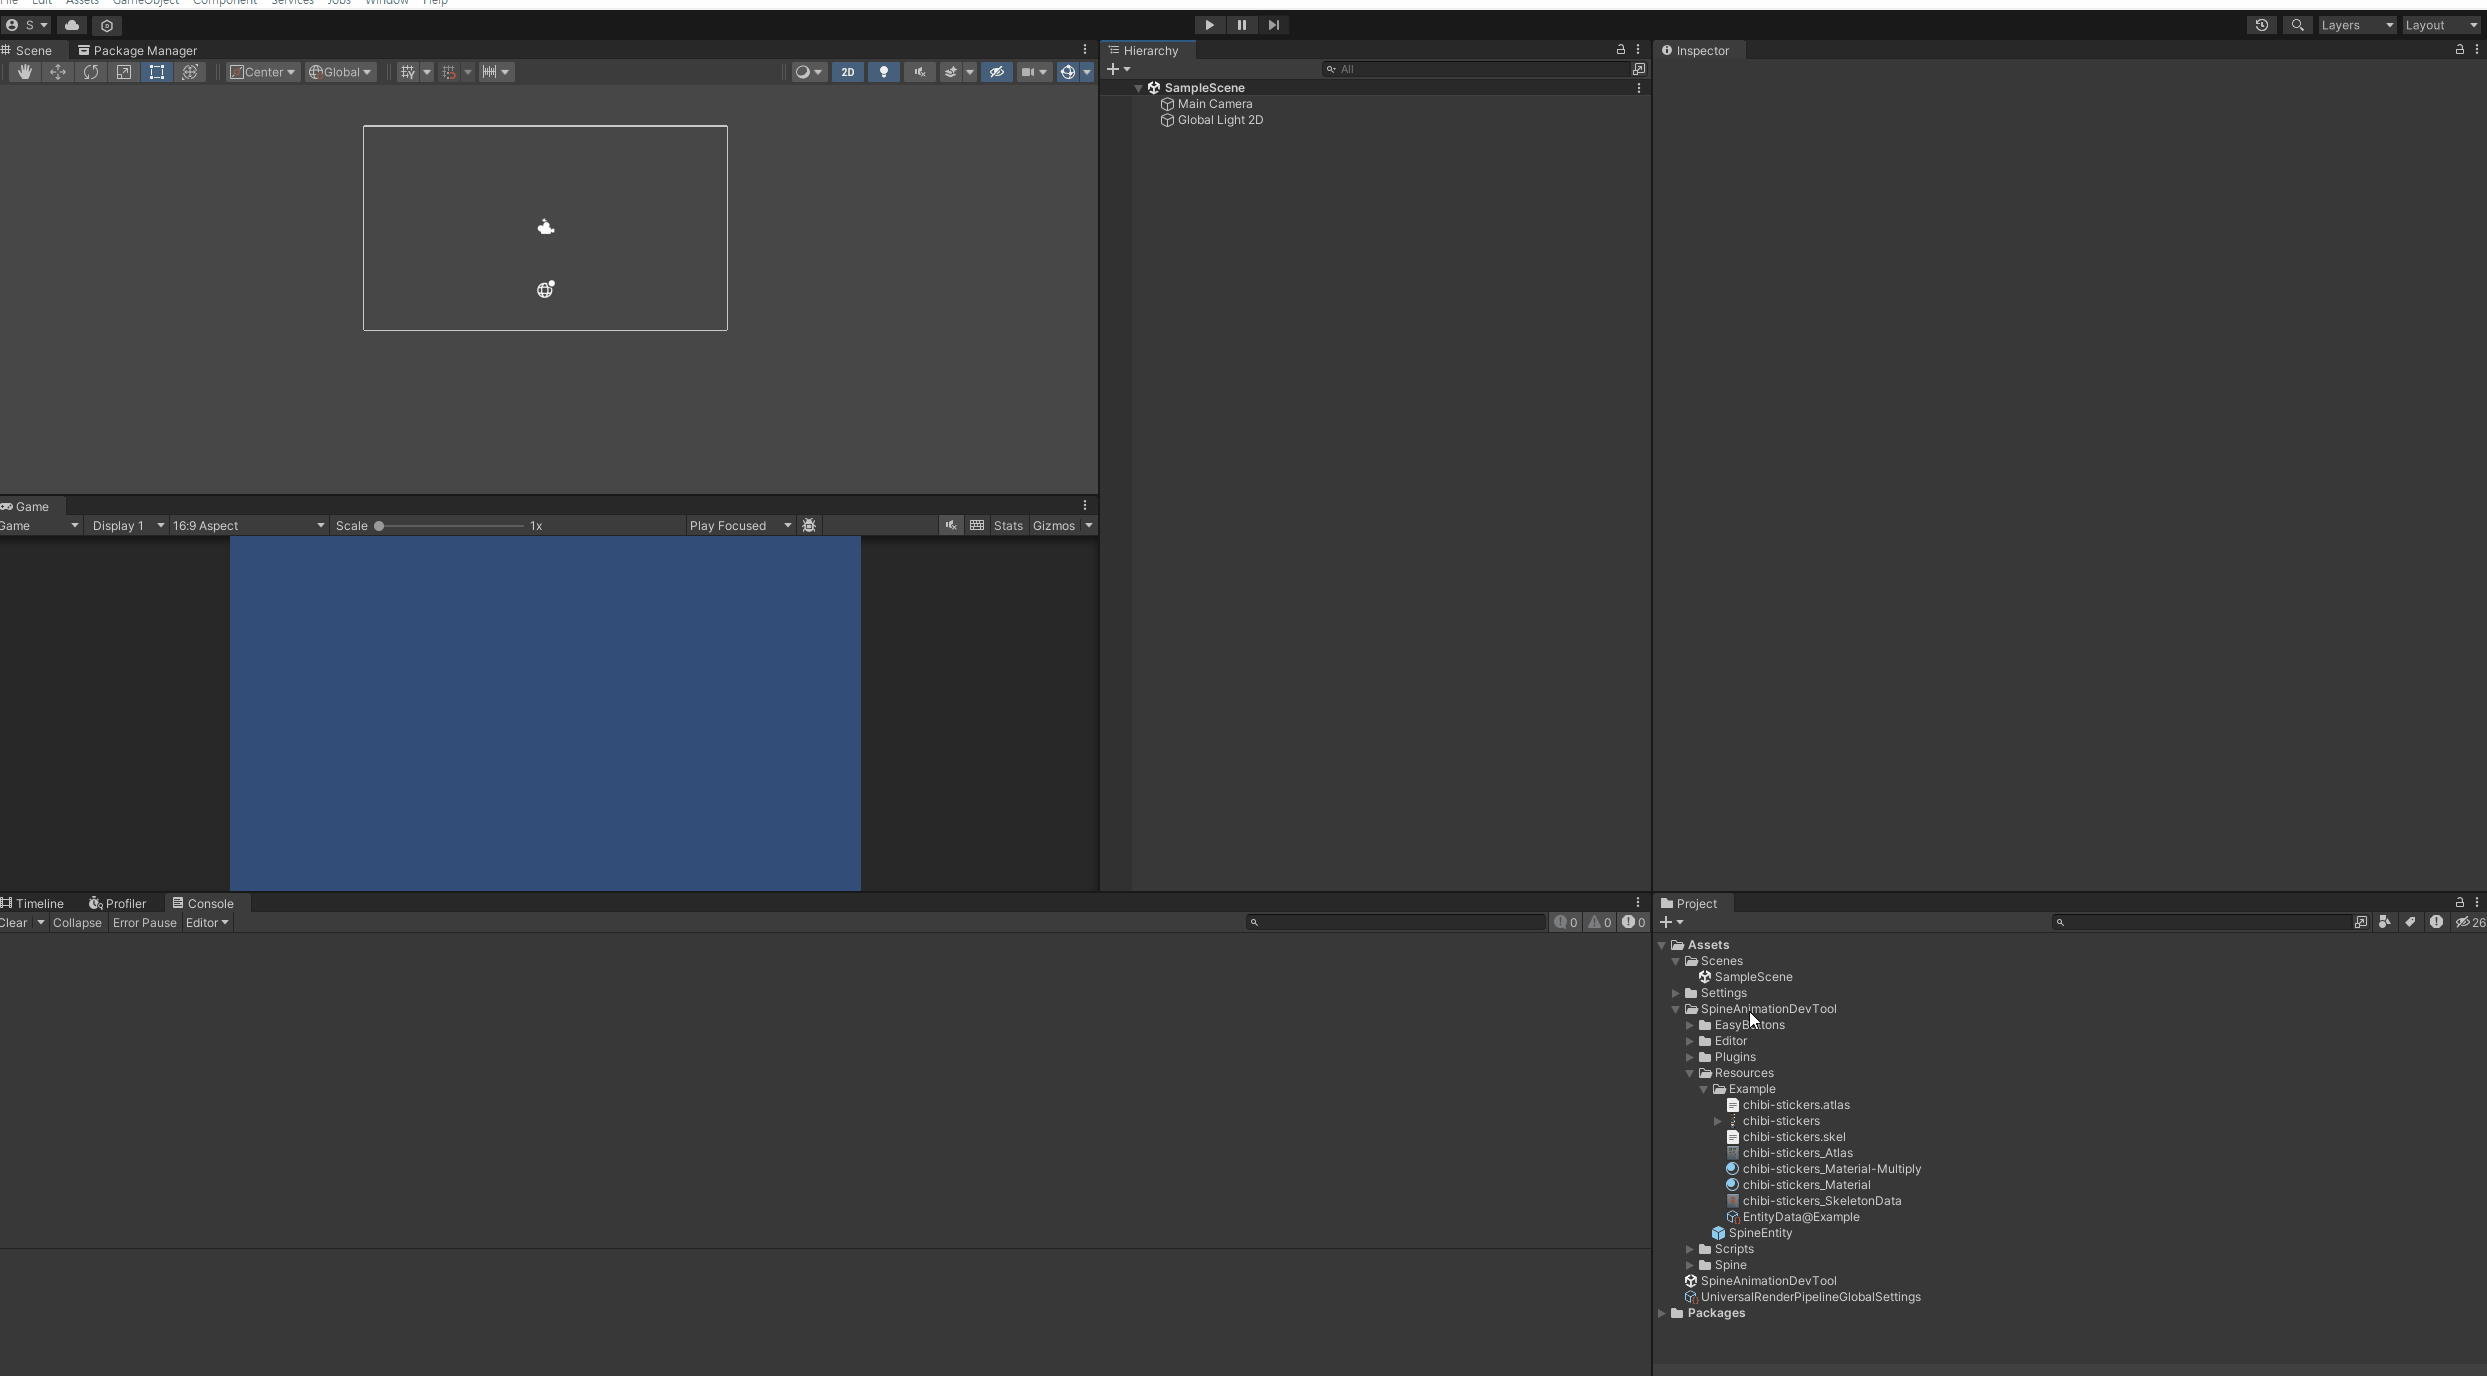 File Edit Assets GameObject Component Services Jobs Window Help
S
Layers
Layout
Scene
Package Manager
Center
Global
2D
Hierarchy
All
SampleScene
Main Camera
Global Light 2D
Inspector
Game
Game
Display 1
16:9 Aspect
Scale
1x
Play Focused
Stats
Gizmos
Timeline
Profiler
Console
Clear
Collapse
Error Pause
Editor
0
0
0
Project
26
Assets
Scenes
SampleScene
Settings
SpineAnimationDevTool
EasyButtons
Editor
Plugins
Resources
Example
chibi-stickers.atlas
chibi-stickers
chibi-stickers.skel
chibi-stickers_Atlas
chibi-stickers_Material-Multiply
chibi-stickers_Material
chibi-stickers_SkeletonData
EntityData@Example
SpineEntity
Scripts
Spine
SpineAnimationDevTool
UniversalRenderPipelineGlobalSettings
Packages